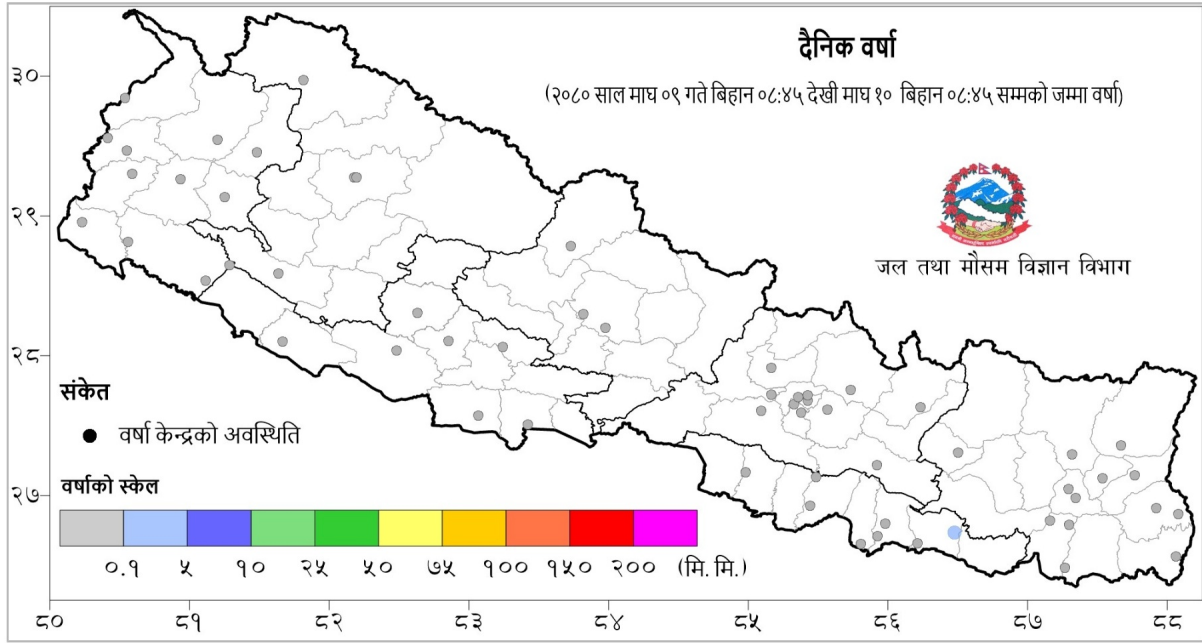 दैनिक वर्षा
(२०८० साल माघ ०९ गते बिहान ०८:४५ देखी माघ १० बिहान ०८:४५ सम्मको जम्मा वर्षा)
जल तथा मौसम विज्ञान विभाग
३०
२९
२८
२७
संकेत
वर्षा केन्द्रको अवस्थिति
वर्षाको स्केल
०.१ ५ १० २५ ५० ७५ १०० १५० २०० (मि. मि.)
८० ८१ ८२ ८३ ८४ ८५ ८६ ८७ ८८